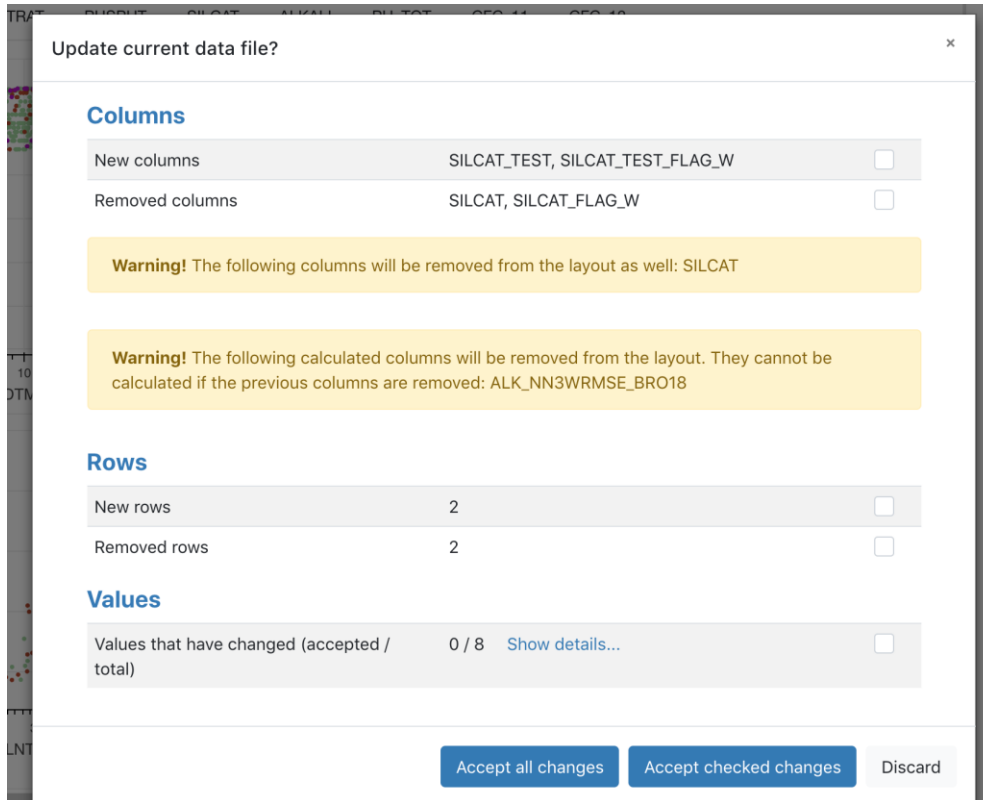 Update current data file?
×
Columns
New columns SILCAT_TEST, SILCAT_TEST_FLAG_W
Removed columns SILCAT, SILCAT_FLAG_W
Warning! The following columns will be removed from the layout as well: SILCAT
Warning! The following calculated columns will be removed from the layout. They cannot be
calculated if the previous columns are removed: ALK_NN3WRMSE_BRO18
Rows
New rows 2
Removed rows 2
Values
Values that have changed (accepted / 0 / 8 Show details...
total)
10
Accept all changes Accept checked changes Discard